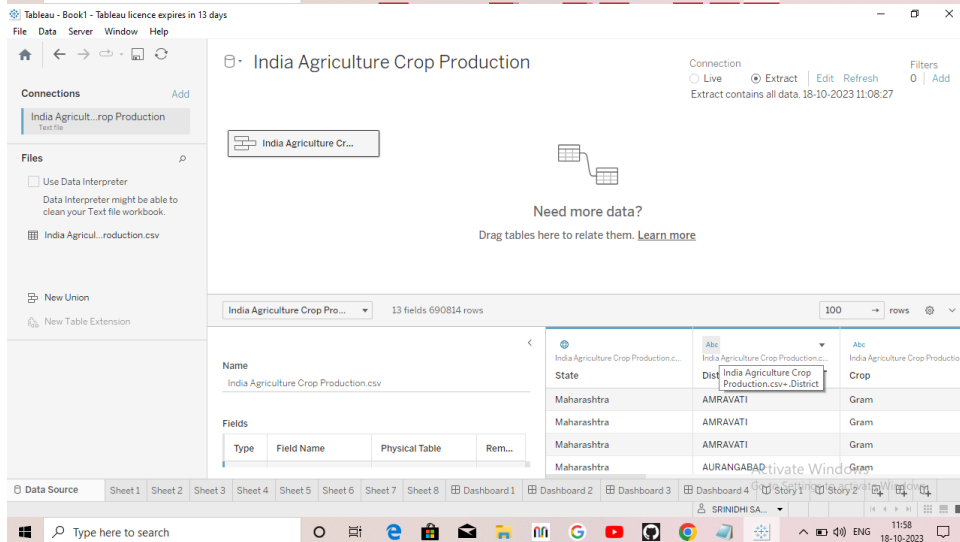 Tableau - Book1 - Tableau licence expires in 13 days
File Data Server Window Help
Connections Add
India Agricult...rop Production
Text file
Files
Use Data Interpreter
Data Interpreter might be able to
clean your Text file workbook.
India Agricul...roduction.csv
New Union
New Table Extension
India Agriculture Crop Production
Connection
Live Extract Edit Refresh
Extract contains all data. 18-10-2023 11:08:27
Filters
0 Add
India Agriculture Cr...
Need more data?
Drag tables here to relate them. Learn more
India Agriculture Crop Pro... 13 fields 690814 rows 100 → rows
Name
India Agriculture Crop Production.csv
Fields
Type Field Name Physical Table Rem...
Abc Abc
India Agriculture Crop Production.c... India Agriculture Crop Production.c... India Agriculture Crop Productio
State Dist Crop
India Agriculture Crop
Production.csv+.District
Maharashtra AMRAVATI Gram
Maharashtra AMRAVATI Gram
Maharashtra AMRAVATI Gram
Maharashtra AURANGABAD Gram
Activate Windows
Go to Settings to activate Windows.
Data Source Sheet 1 Sheet 2 Sheet 3 Sheet 4 Sheet 5 Sheet 6 Sheet 7 Sheet 8 Dashboard 1 Dashboard 2 Dashboard 3 Dashboard 4 Story 1 Story 2
SRINIDHI SA...
Type here to search
ENG
11:58
18-10-2023